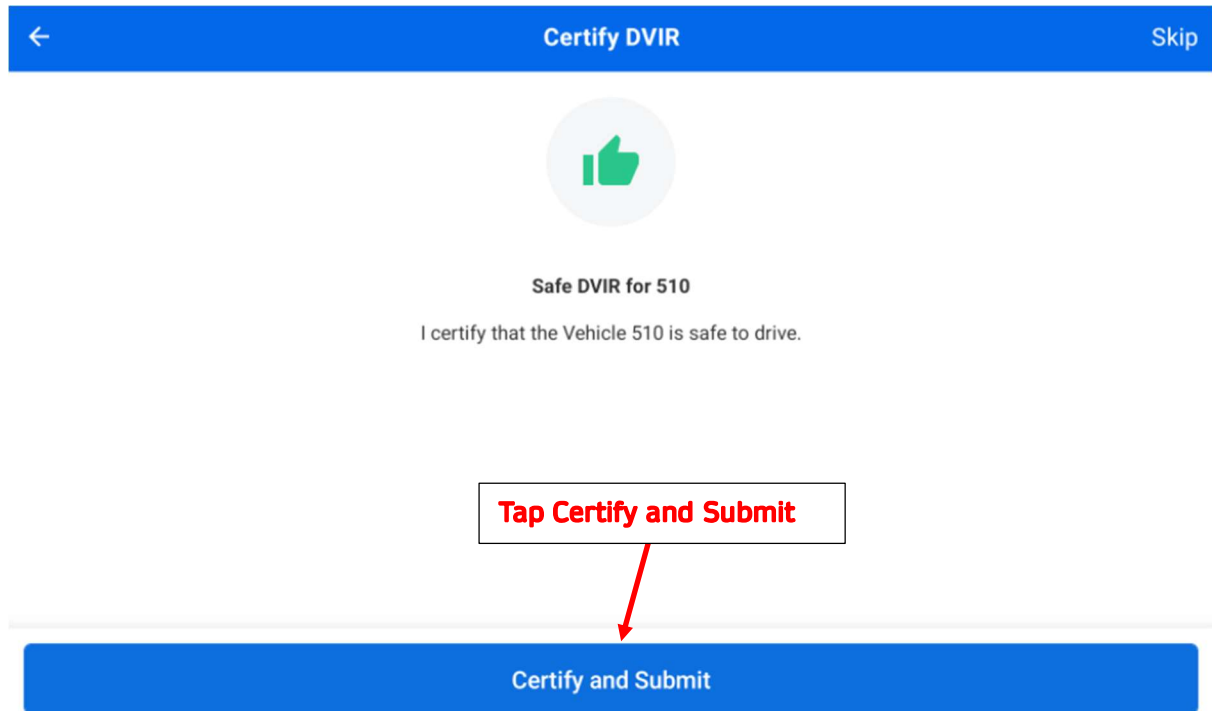 Certify DVIR
Skip
Safe DVIR for 510
I certify that the Vehicle 510 is safe to drive.
Tap Certify and Submit
Certify and Submit